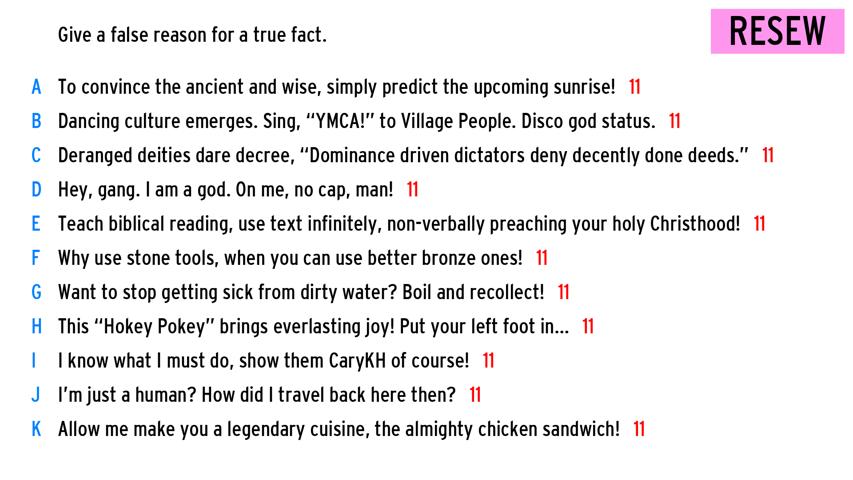 Give a false reason for a true fact.
RESEW
A To convince the ancient and wise, simply predict the upcoming sunrise! 11
B Dancing culture emerges. Sing, “YMCA!” to Village People. Disco god status. 11
C Deranged deities dare decree, “Dominance driven dictators deny decently done deeds.” 11
D Hey, gang. I am a god. On me, no cap, man! 11
E Teach biblical reading, use text infinitely, non-verbally preaching your holy Christhood! 11
F Why use stone tools, when you can use better bronze ones! 11
G Want to stop getting sick from dirty water? Boil and recollect! 11
H This “Hokey Pokey” brings everlasting joy! Put your left foot in... 11
I I know what I must do, show them CaryKH of course! 11
J I’m just a human? How did I travel back here then? 11
K Allow me make you a legendary cuisine, the almighty chicken sandwich! 11